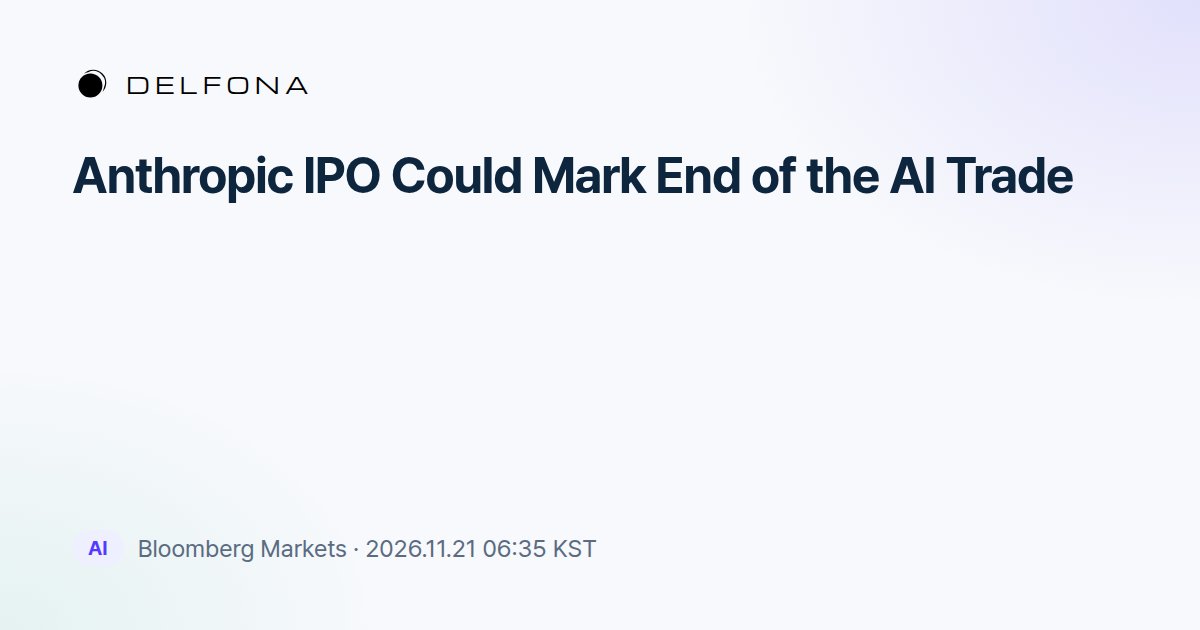 DELFONA
Anthropic IPO Could Mark End of the AI Trade
AI Bloomberg Markets · 2026.11.21 06:35 KST